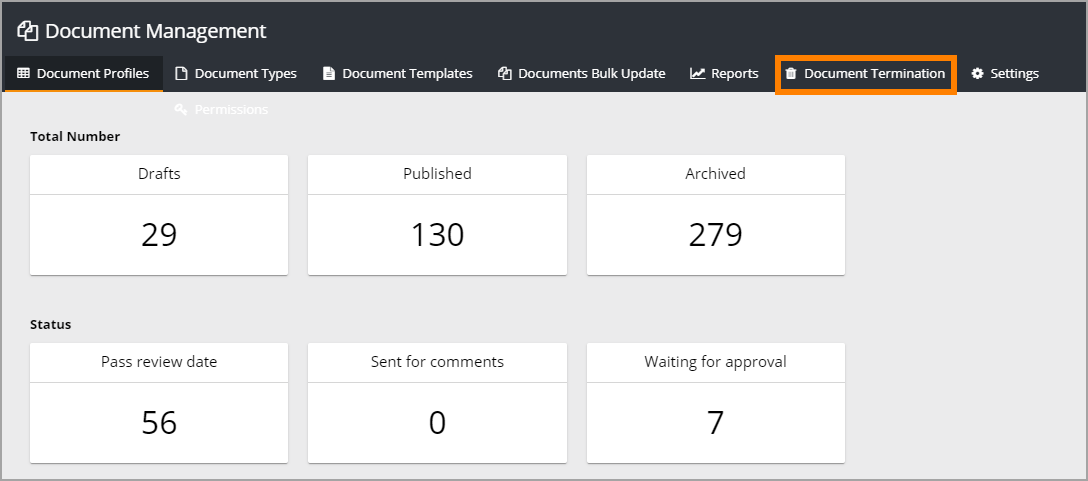 Document Management
Document Profiles Document Types Document Templates Documents Bulk Update Reports Document Termination Settings
Permissions
Total Number
Drafts Published Archived
29 130 279
Status
Pass review date Sent for comments Waiting for approval
56 0 7